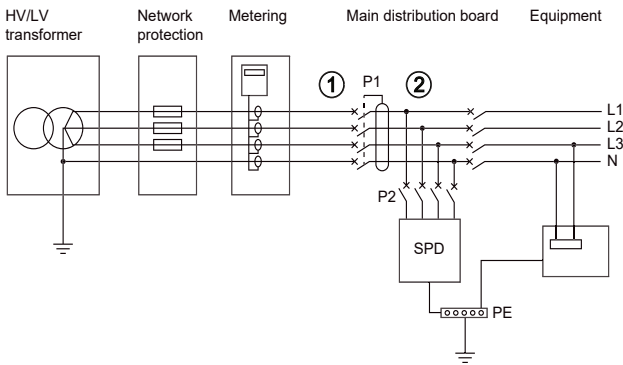 HV/LV
transformer
Network
protection
Metering
Main distribution board
Equipment
1
P1
2
L1
L2
L3
N
P2
SPD
PE